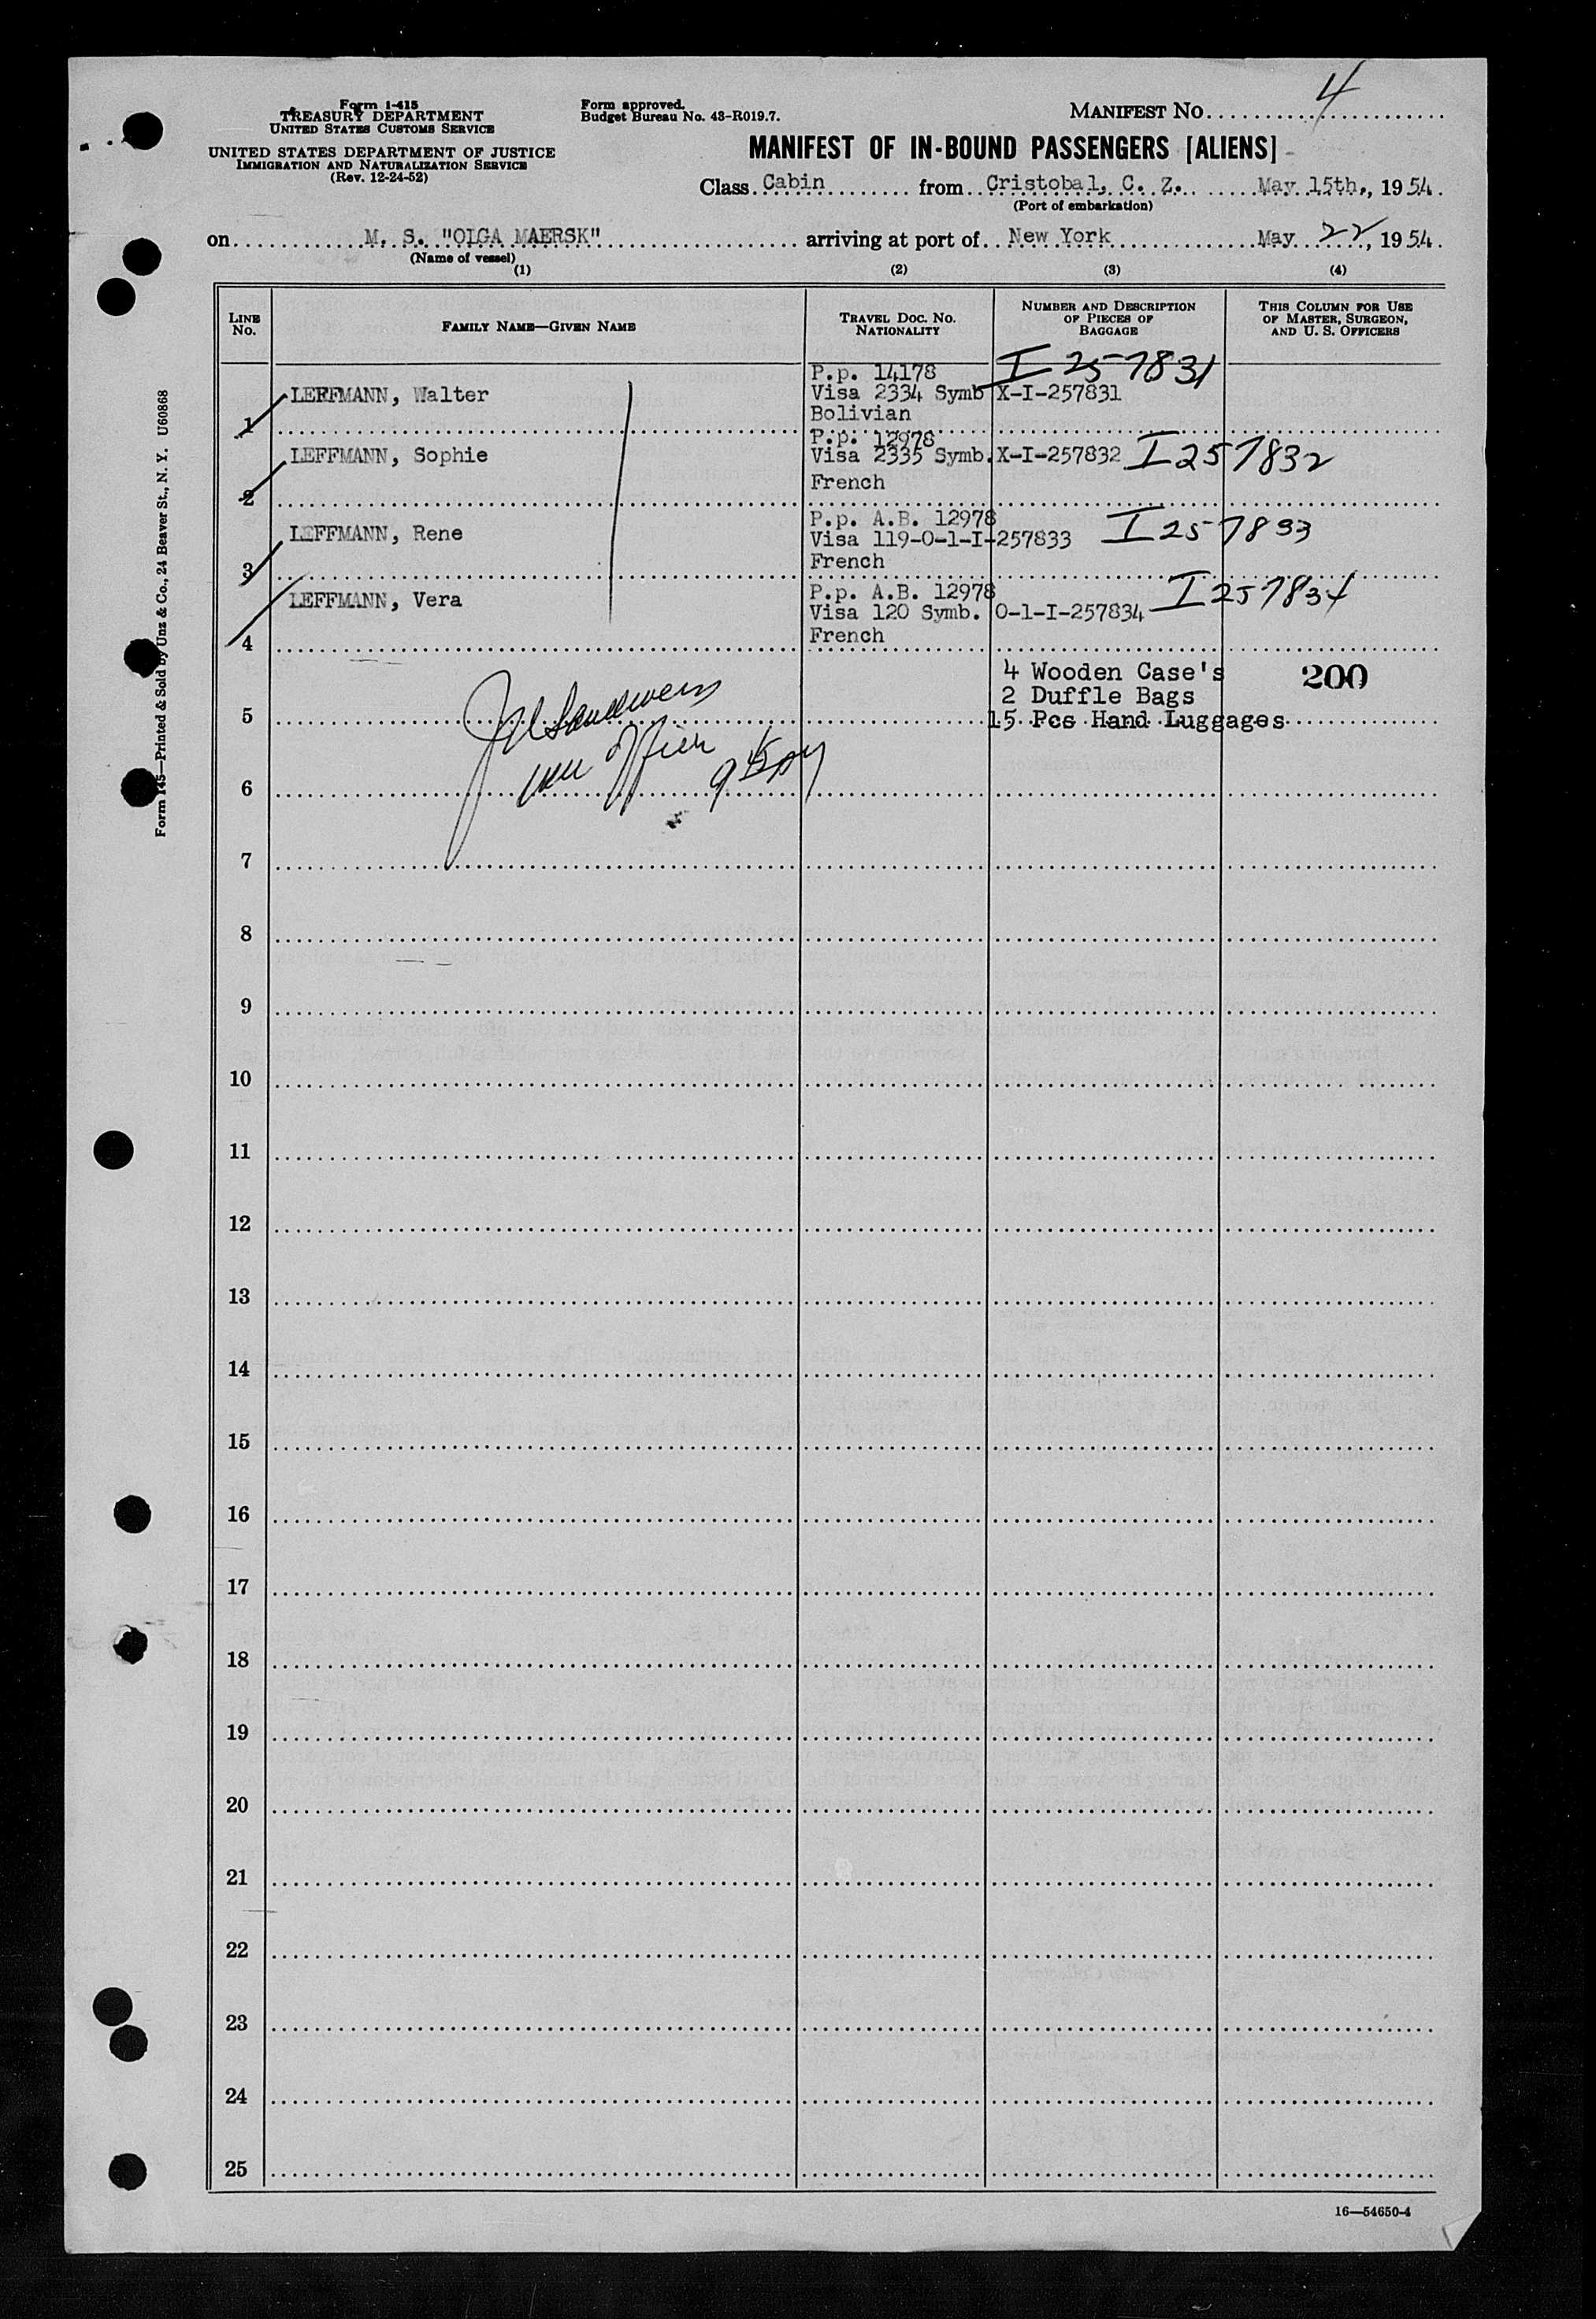 4
Form I-415
TREASURY DEPARTMENT
UNITED STATES CUSTOMS SERVICE
UNITED STATES DEPARTMENT OF JUSTICE
IMMIGRATION AND NATURALIZATION SERVICE
(Rev. 12-24-52)
Form approved.
Budget Bureau No. 43-R019.7.
MANIFEST NO.
MANIFEST OF IN-BOUND PASSENGERS [ALIENS]
Class Cabin from Cristobal, C. Z. May 15th, 1954
(Port of embarkation)
on M. S. "OLGA MAERSK" arriving at port of New York May 22, 1954
(Name of vessel)
(1) (2) (3) (4)
LINE NO.
FAMILY NAME—GIVEN NAME
TRAVEL DOC. NO.
NATIONALITY
NUMBER AND DESCRIPTION
OF PIECES OF
BAGGAGE
THIS COLUMN FOR USE
OF MASTER, SURGEON,
AND U. S. OFFICERS
I 257831
P.p. 14178
1 LEFFMANN, Walter Visa 2334 Symb X-I-257831
Bolivian
P.p. 12978
2 LEFFMANN, Sophie Visa 2335 Symb. X-I-257832 I 257832
French
P.p. A.B. 12978
3 LEFFMANN, Rene Visa 119-0-1-I-257833 I 257833
French
P.p. A.B. 12978
4 LEFFMANN, Vera Visa 120 Symb. 0-1-I-257834 I 257834
French
4 Wooden Case's 200
2 Duffle Bags
5 15 Pcs Hand Luggages
6
7
8
9
10
11
12
13
14
15
16
17
18
19
20
21
22
23
24
25
16—54650-4
Form 145—Printed & Sold by Unz & Co., 24 Beaver St., N. Y. U60868